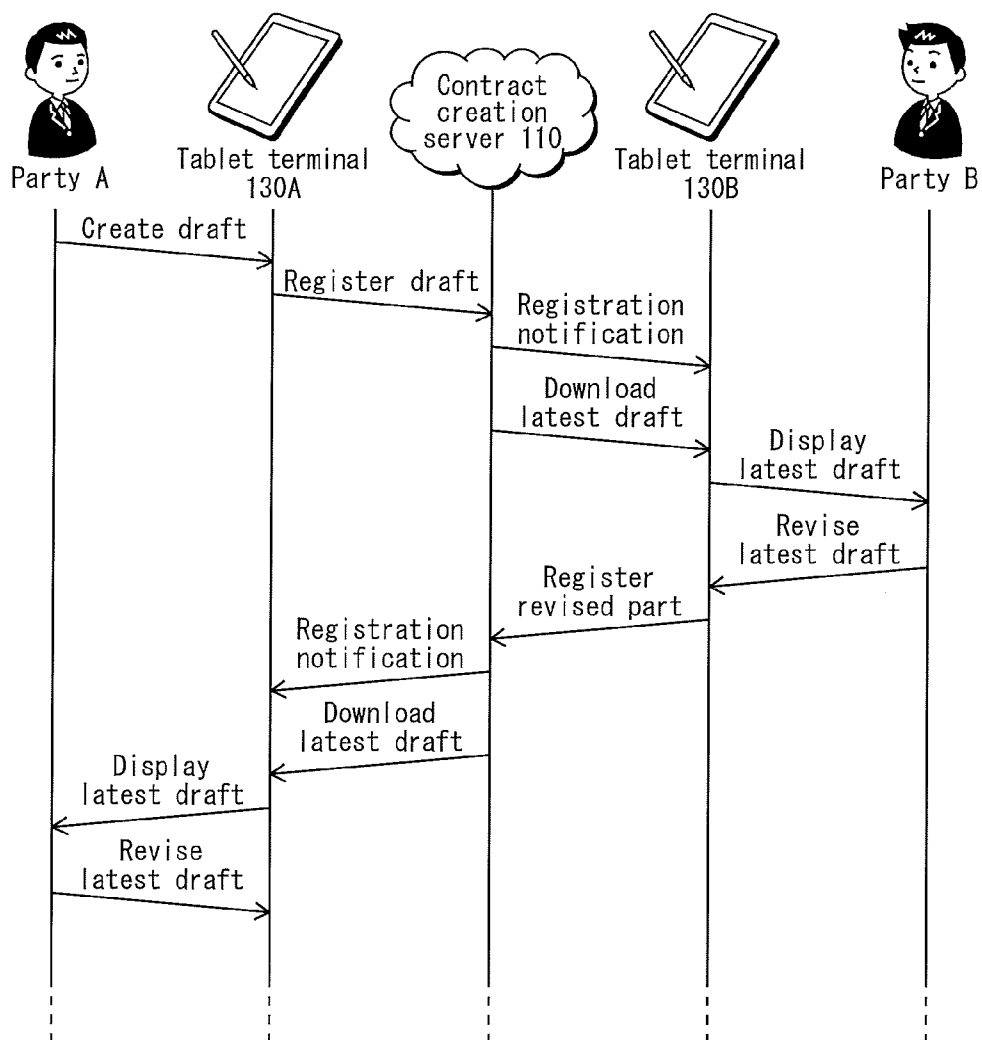 Contract
creation
server 110
Party A
Tablet terminal
130A
Tablet terminal
130B
Party B
Create draft
Register draft
Registration
notification
Download
latest draft
Display
latest draft
Revise
latest draft
Register
revised part
Registration
notification
Download
latest draft
Display
latest draft
Revise
latest draft